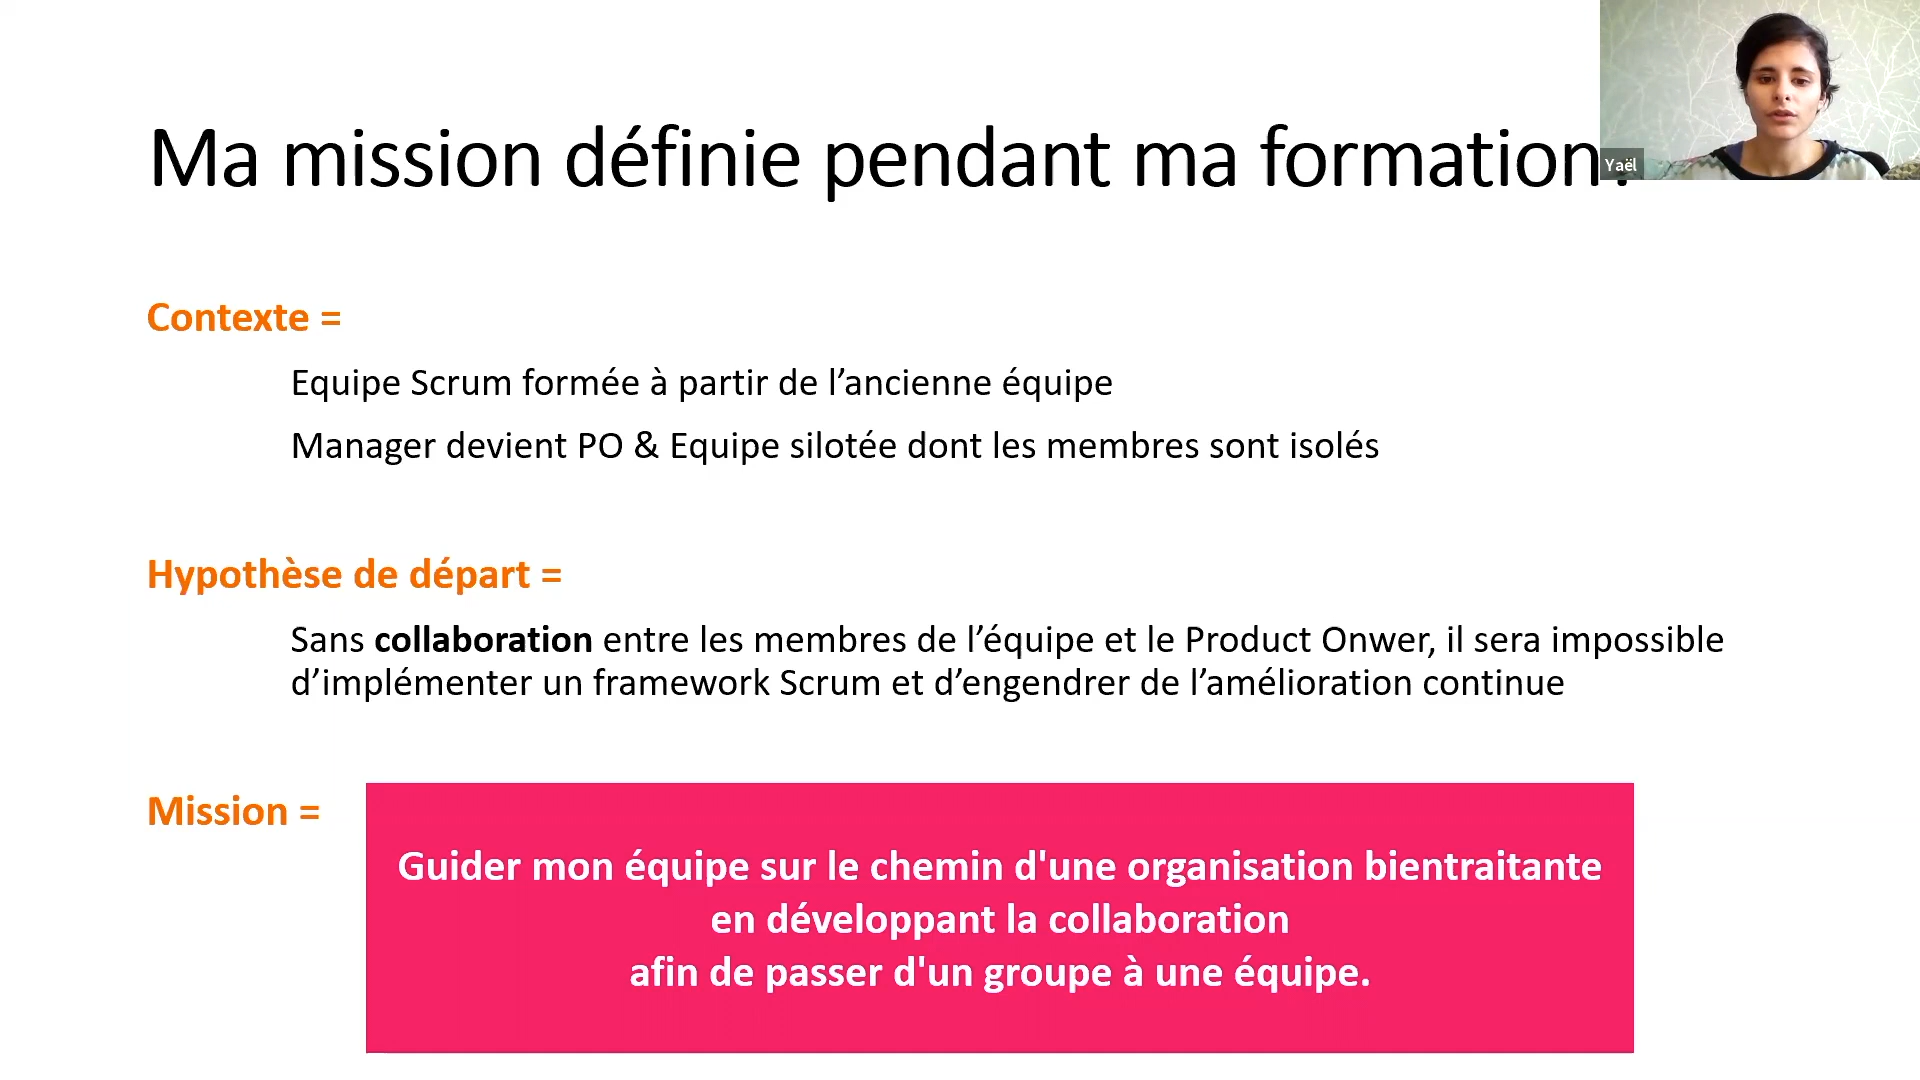 Ma mission définie pendant ma formation
Yaël
Contexte =
Equipe Scrum formée à partir de l’ancienne équipe
Manager devient PO & Equipe silotée dont les membres sont isolés
Hypothèse de départ =
Sans collaboration entre les membres de l’équipe et le Product Onwer, il sera impossible
d’implémenter un framework Scrum et d’engendrer de l’amélioration continue
Mission =
Guider mon équipe sur le chemin d'une organisation bientraitante
en développant la collaboration
afin de passer d'un groupe à une équipe.